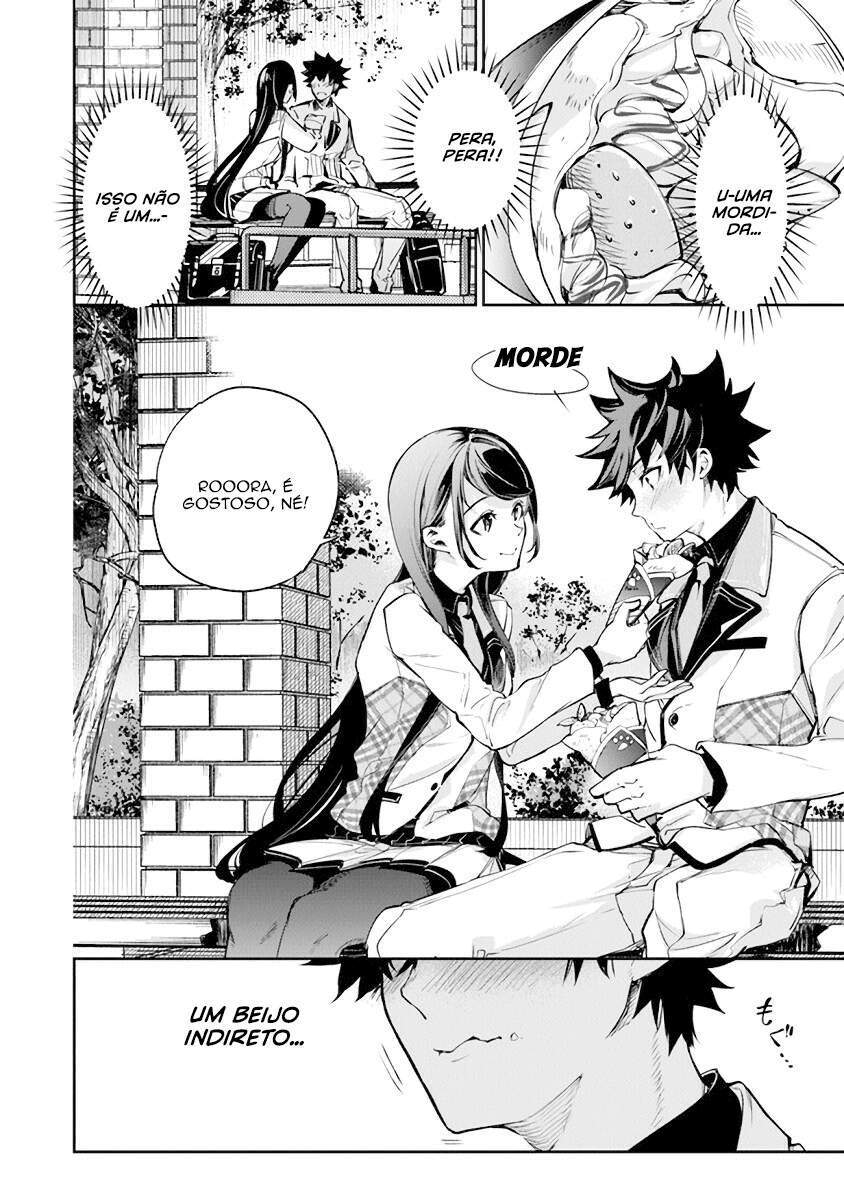 U-UMA
MORDI-
DA...
PERA,
PERA!!
ISSO NÃO
É UM...-
MORDE
ROOORA, É
GOSTOSO, NÉ!
UM BEIJO
INDIRETO...
もぐ…